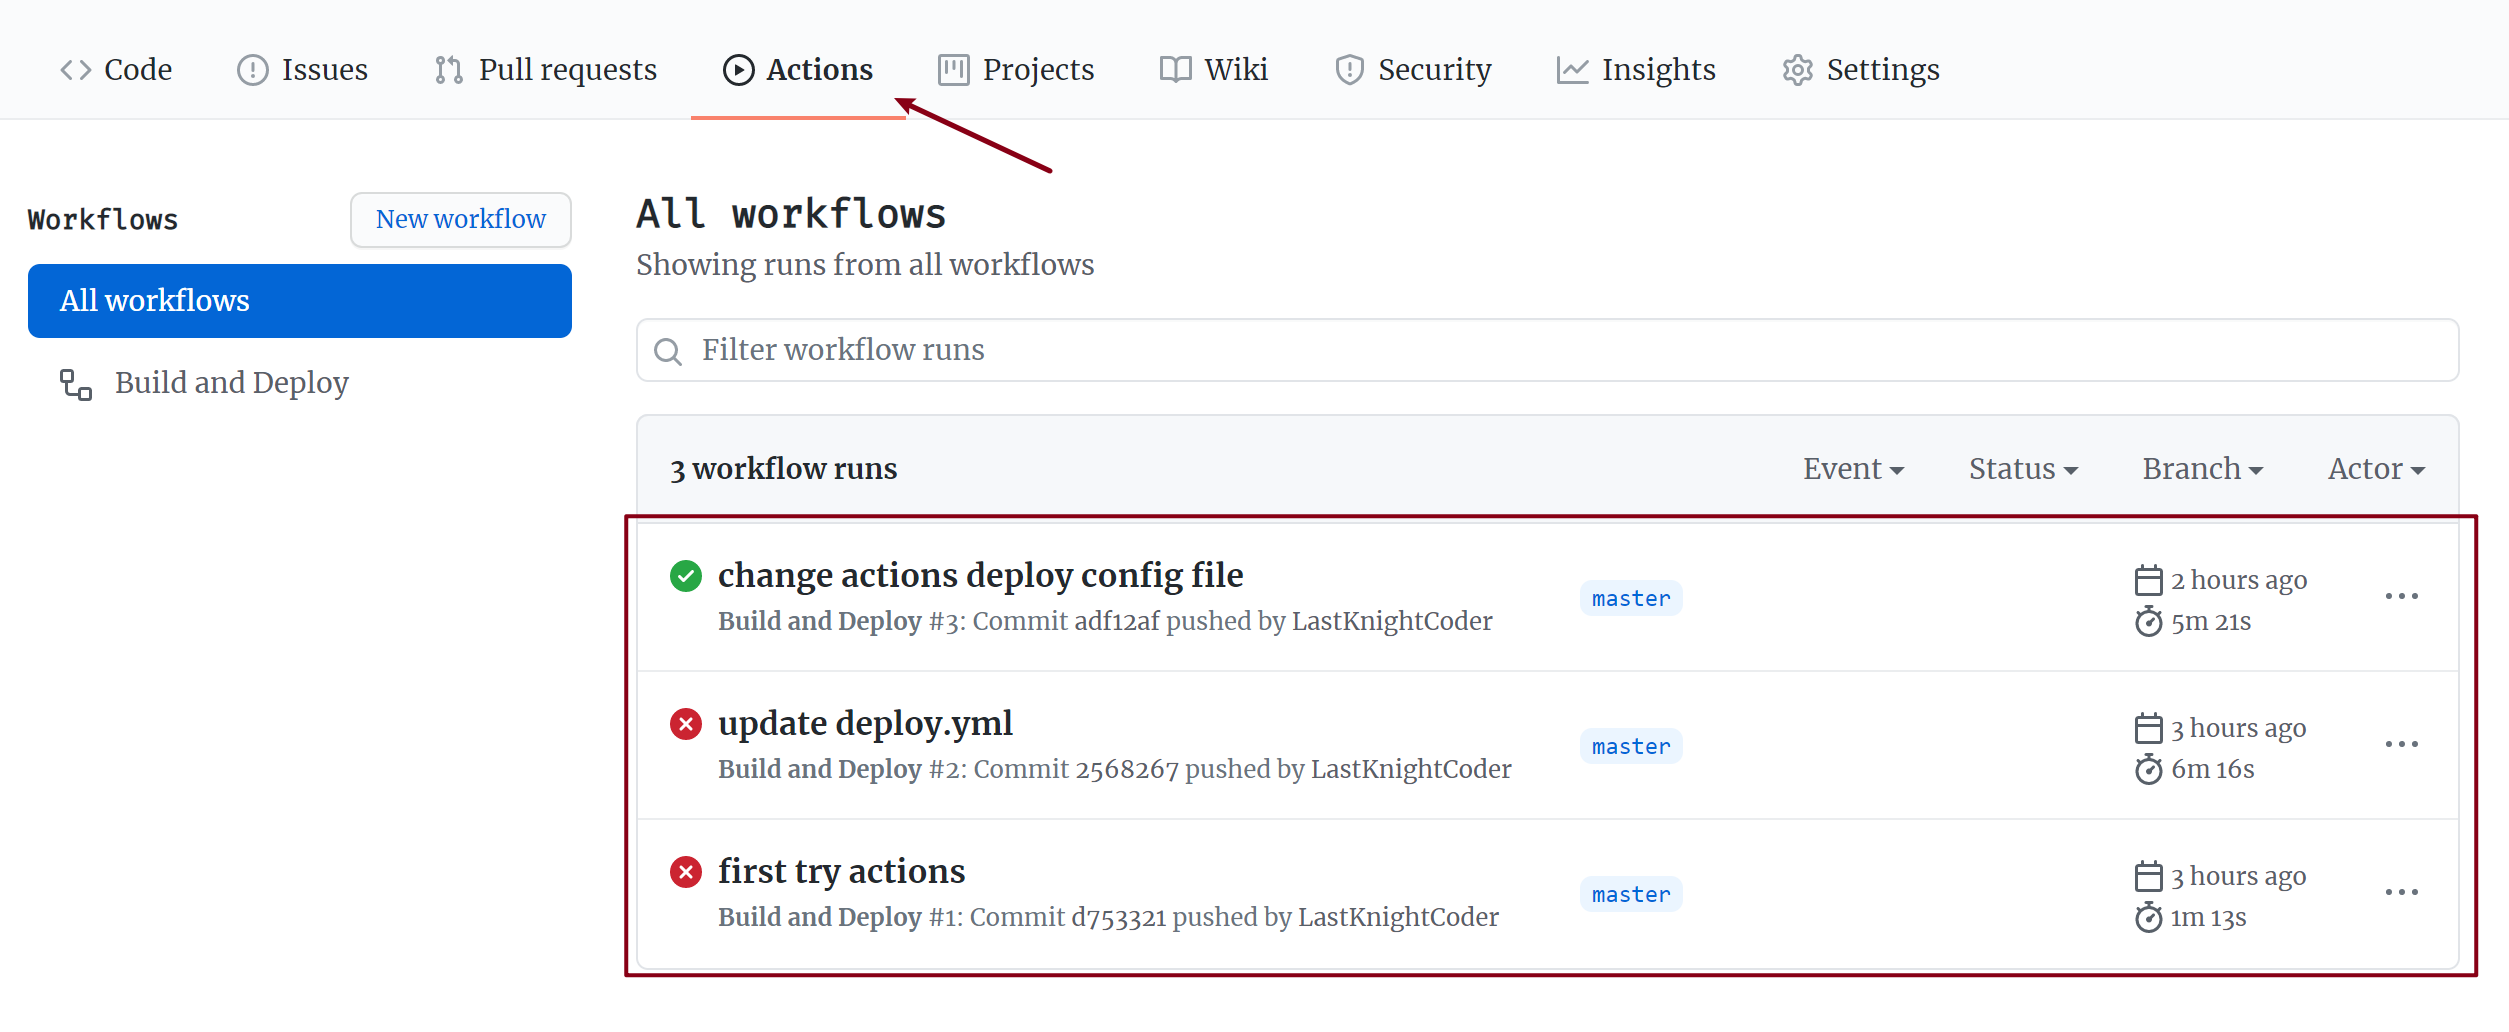 Code Issues Pull requests Actions Projects Wiki Security Insights Settings
Workflows New workflow
All workflows
Build and Deploy
All workflows
Showing runs from all workflows
Filter workflow runs
3 workflow runs Event Status Branch Actor
change actions deploy config file
Build and Deploy #3: Commit adf12af pushed by LastKnightCoder
master
2 hours ago
5m 21s
update deploy.yml
Build and Deploy #2: Commit 2568267 pushed by LastKnightCoder
master
3 hours ago
6m 16s
first try actions
Build and Deploy #1: Commit d753321 pushed by LastKnightCoder
master
3 hours ago
1m 13s